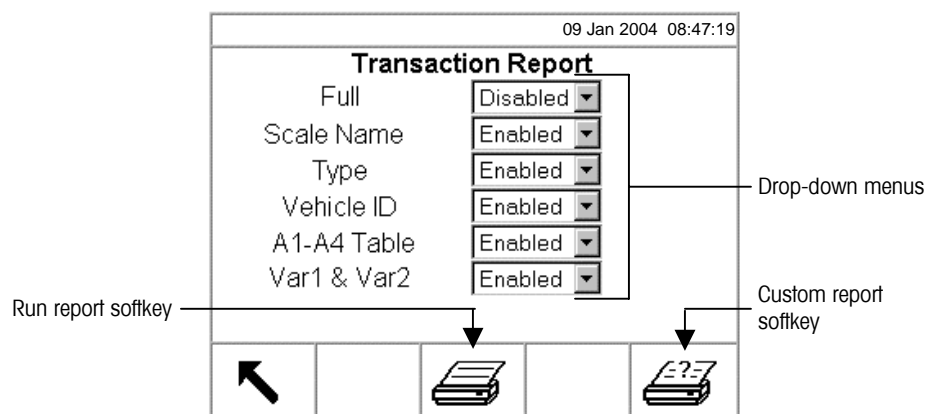 09 Jan 2004 08:47:19
Transaction Report
Full Disabled
Scale Name Enabled
Type Enabled
Vehicle ID Enabled
A1-A4 Table Enabled
Var1 & Var2 Enabled
Drop-down menus
Run report softkey
Custom report
softkey
?